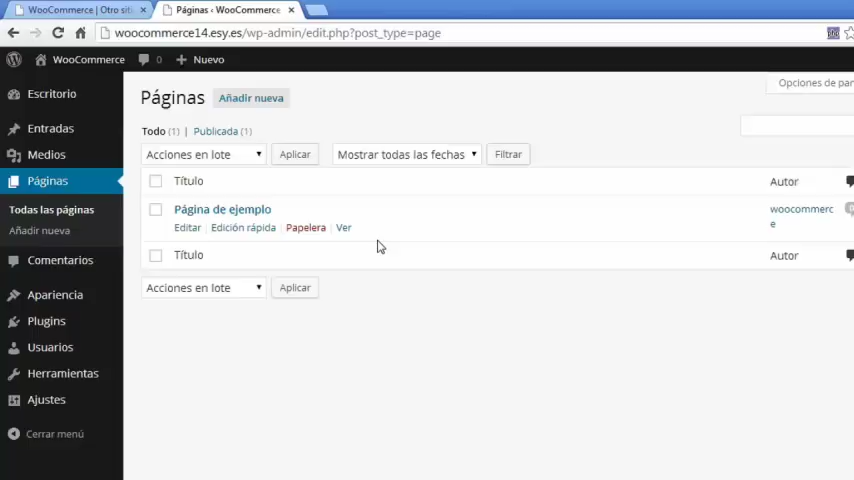 WooCommerce | Otro siti
Páginas ‹ WooCommerce
woocommerce14.esy.es/wp-admin/edit.php?post_type=page
WooCommerce 0 Nuevo
Escritorio
Entradas
Medios
Páginas
Todas las páginas
Añadir nueva
Comentarios
Apariencia
Plugins
Usuarios
Herramientas
Ajustes
Cerrar menú
Opciones de pan
Páginas Añadir nueva
Todo (1) | Publicada (1)
Acciones en lote Aplicar Mostrar todas las fechas Filtrar
Título Autor
Página de ejemplo woocommerc
e
Editar | Edición rápida | Papelera | Ver
Título Autor
Acciones en lote Aplicar